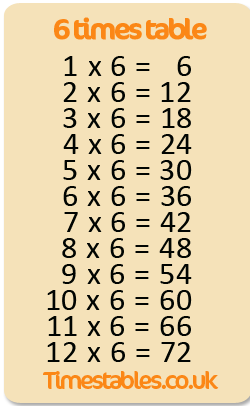 6 times table
1 x 6 = 6
2 x 6 = 12
3 x 6 = 18
4 x 6 = 24
5 x 6 = 30
6 x 6 = 36
7 x 6 = 42
8 x 6 = 48
9 x 6 = 54
10 x 6 = 60
11 x 6 = 66
12 x 6 = 72
Timestables.co.uk